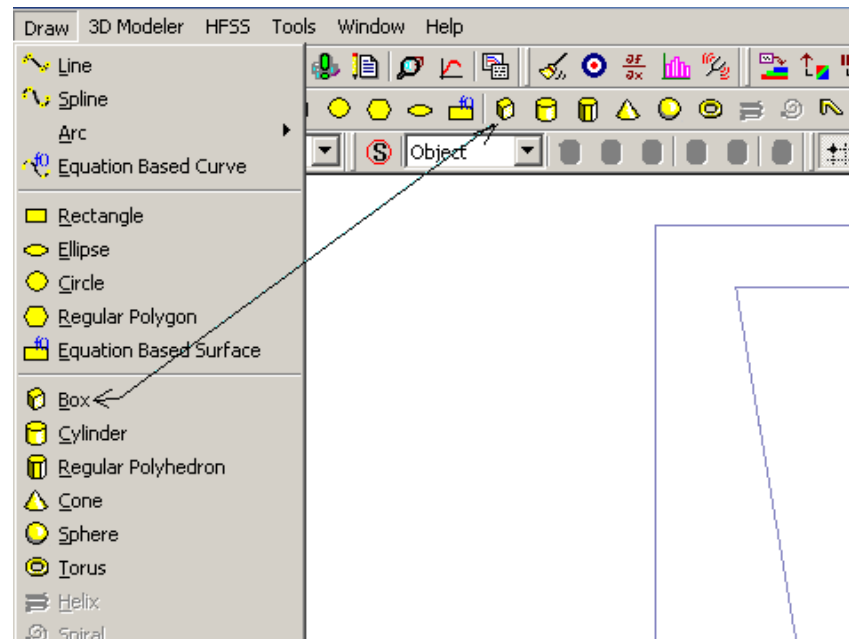 Draw 3D Modeler HFSS Tools Window Help
Line
Spline
Arc
Equation Based Curve
Object
Rectangle
Ellipse
Circle
Regular Polygon
Equation Based Surface
Box
Cylinder
Regular Polyhedron
Cone
Sphere
Torus
Helix
Spiral